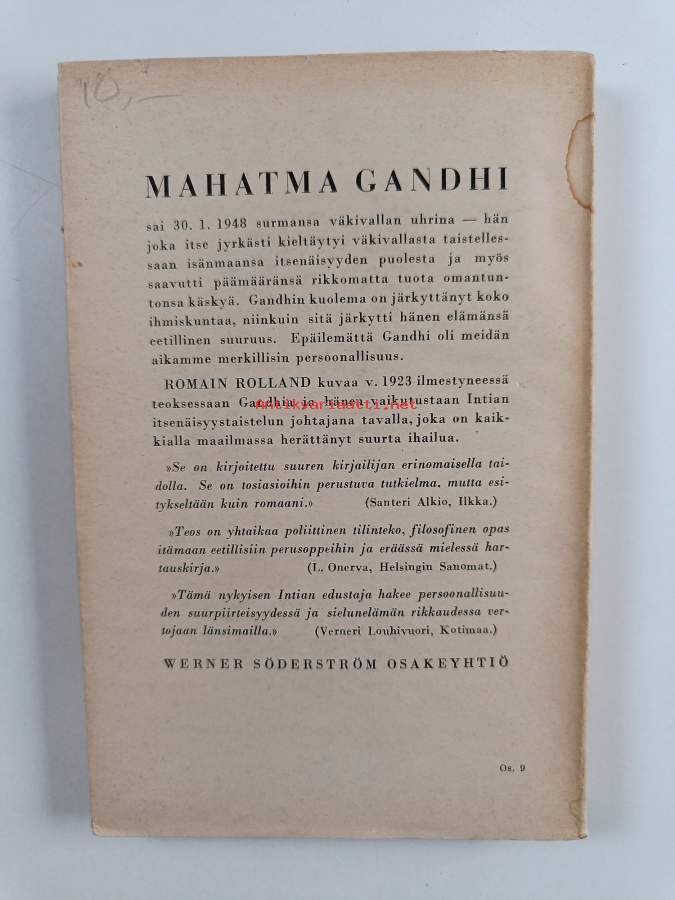 10,—
MAHATMA GANDHI
sai 30. 1. 1948 surmansa väkivallan uhrina — hän
joka itse jyrkästi kieltäytyi väkivallasta taistelles-
saan isänmaansa itsenäisyyden puolesta ja myös
saavutti päämääränsä rikkomatta tuota omantun-
tonsa käskyä. Gandhin kuolema on järkyttänyt koko
ihmiskuntaa, niinkuin sitä järkytti hänen elämänsä
eetillinen suuruus. Epäilemättä Gandhi oli meidän
aikamme merkillisin persoonallisuus.
ROMAIN ROLLAND kuvaa v. 1923 ilmestyneessä
teoksessaan Gandhia ja hänen vaikutustaan Intian
Antikvariaatti.net
itsenäisyystaistelun johtajana tavalla, joka on kaik-
kialla maailmassa herättänyt suurta ihailua.
»Se on kirjoitettu suuren kirjailijan erinomaisella tai-
dolla. Se on tosiasioihin perustuva tutkielma, mutta esi-
tykseltään kuin romaani.» (Santeri Alkio, Ilkka.)
»Teos on yhtaikaa poliittinen tilinteko, filosofinen opas
itämaan eetillisiin perusoppeihin ja eräässä mielessä har-
tauskirja.» (L. Onerva, Helsingin Sanomat.)
»Tämä nykyisen Intian edustaja hakee persoonallisuu-
den suurpiirteisyydessä ja sielunelämän rikkaudessa ver-
tojaan länsimailla.» (Verneri Louhivuori, Kotimaa.)
WERNER SÖDERSTRÖM OSAKEYHTIÖ
Os. 9